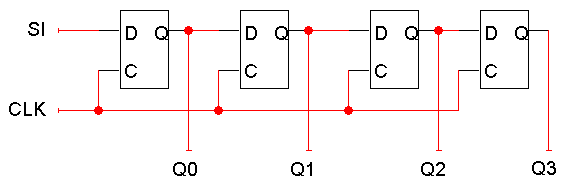 SI D Q D Q D Q D Q
C C C C
CLK
Q0 Q1 Q2 Q3